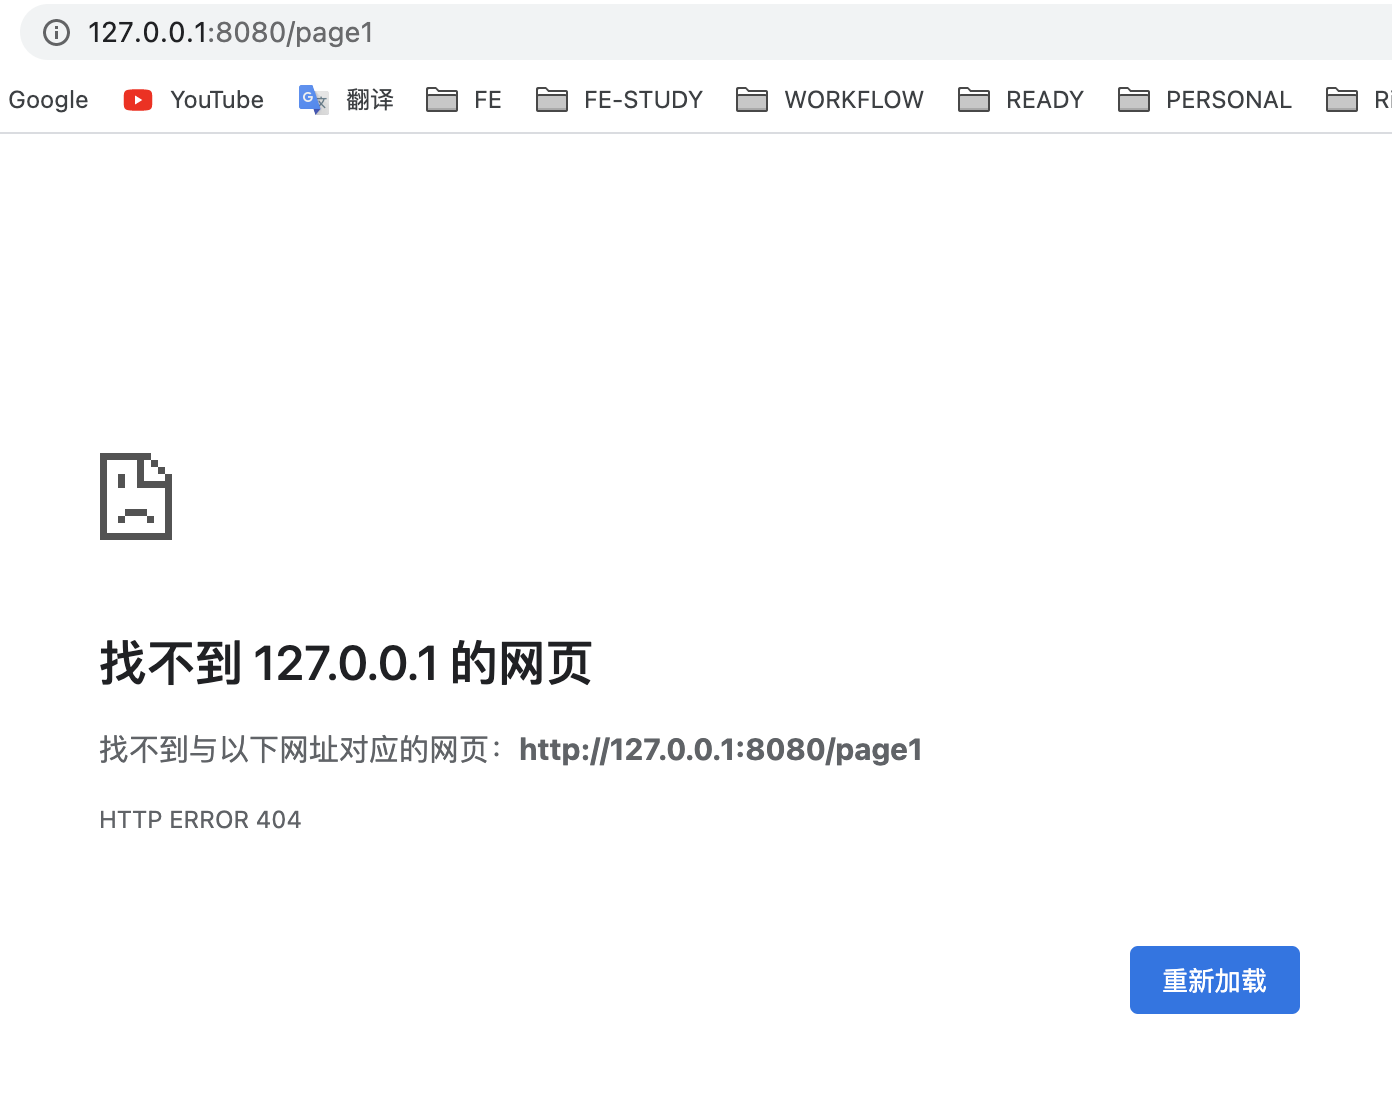 127.0.0.1:8080/page1
Google YouTube 翻译 FE FE-STUDY WORKFLOW READY PERSONAL
找不到 127.0.0.1 的网页
找不到与以下网址对应的网页：http://127.0.0.1:8080/page1
HTTP ERROR 404
重新加载